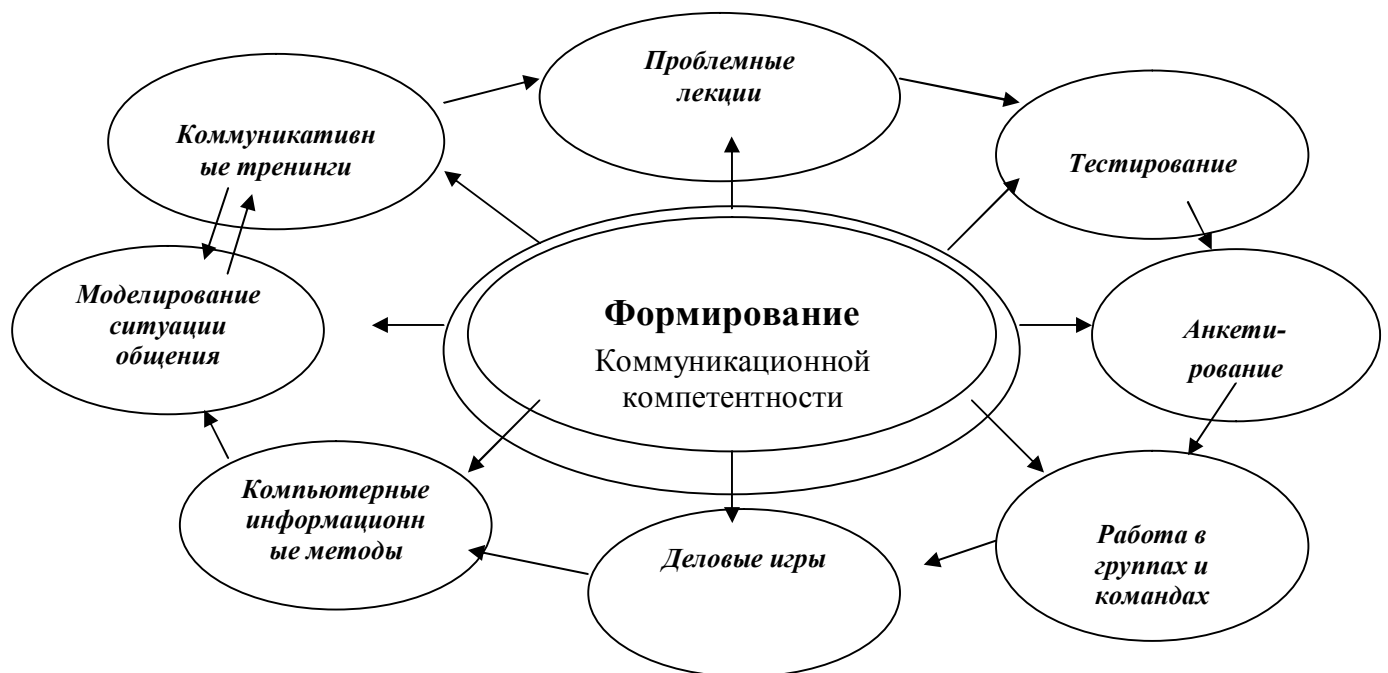 Проблемные
лекции
Коммуникативн
ые тренинги
Тестирование
Моделирование
ситуации
общения
Формирование
Коммуникационной
компетентности
Анкети-
рование
Компьютерные
информационн
ые методы
Деловые игры
Работа в
группах и
командах